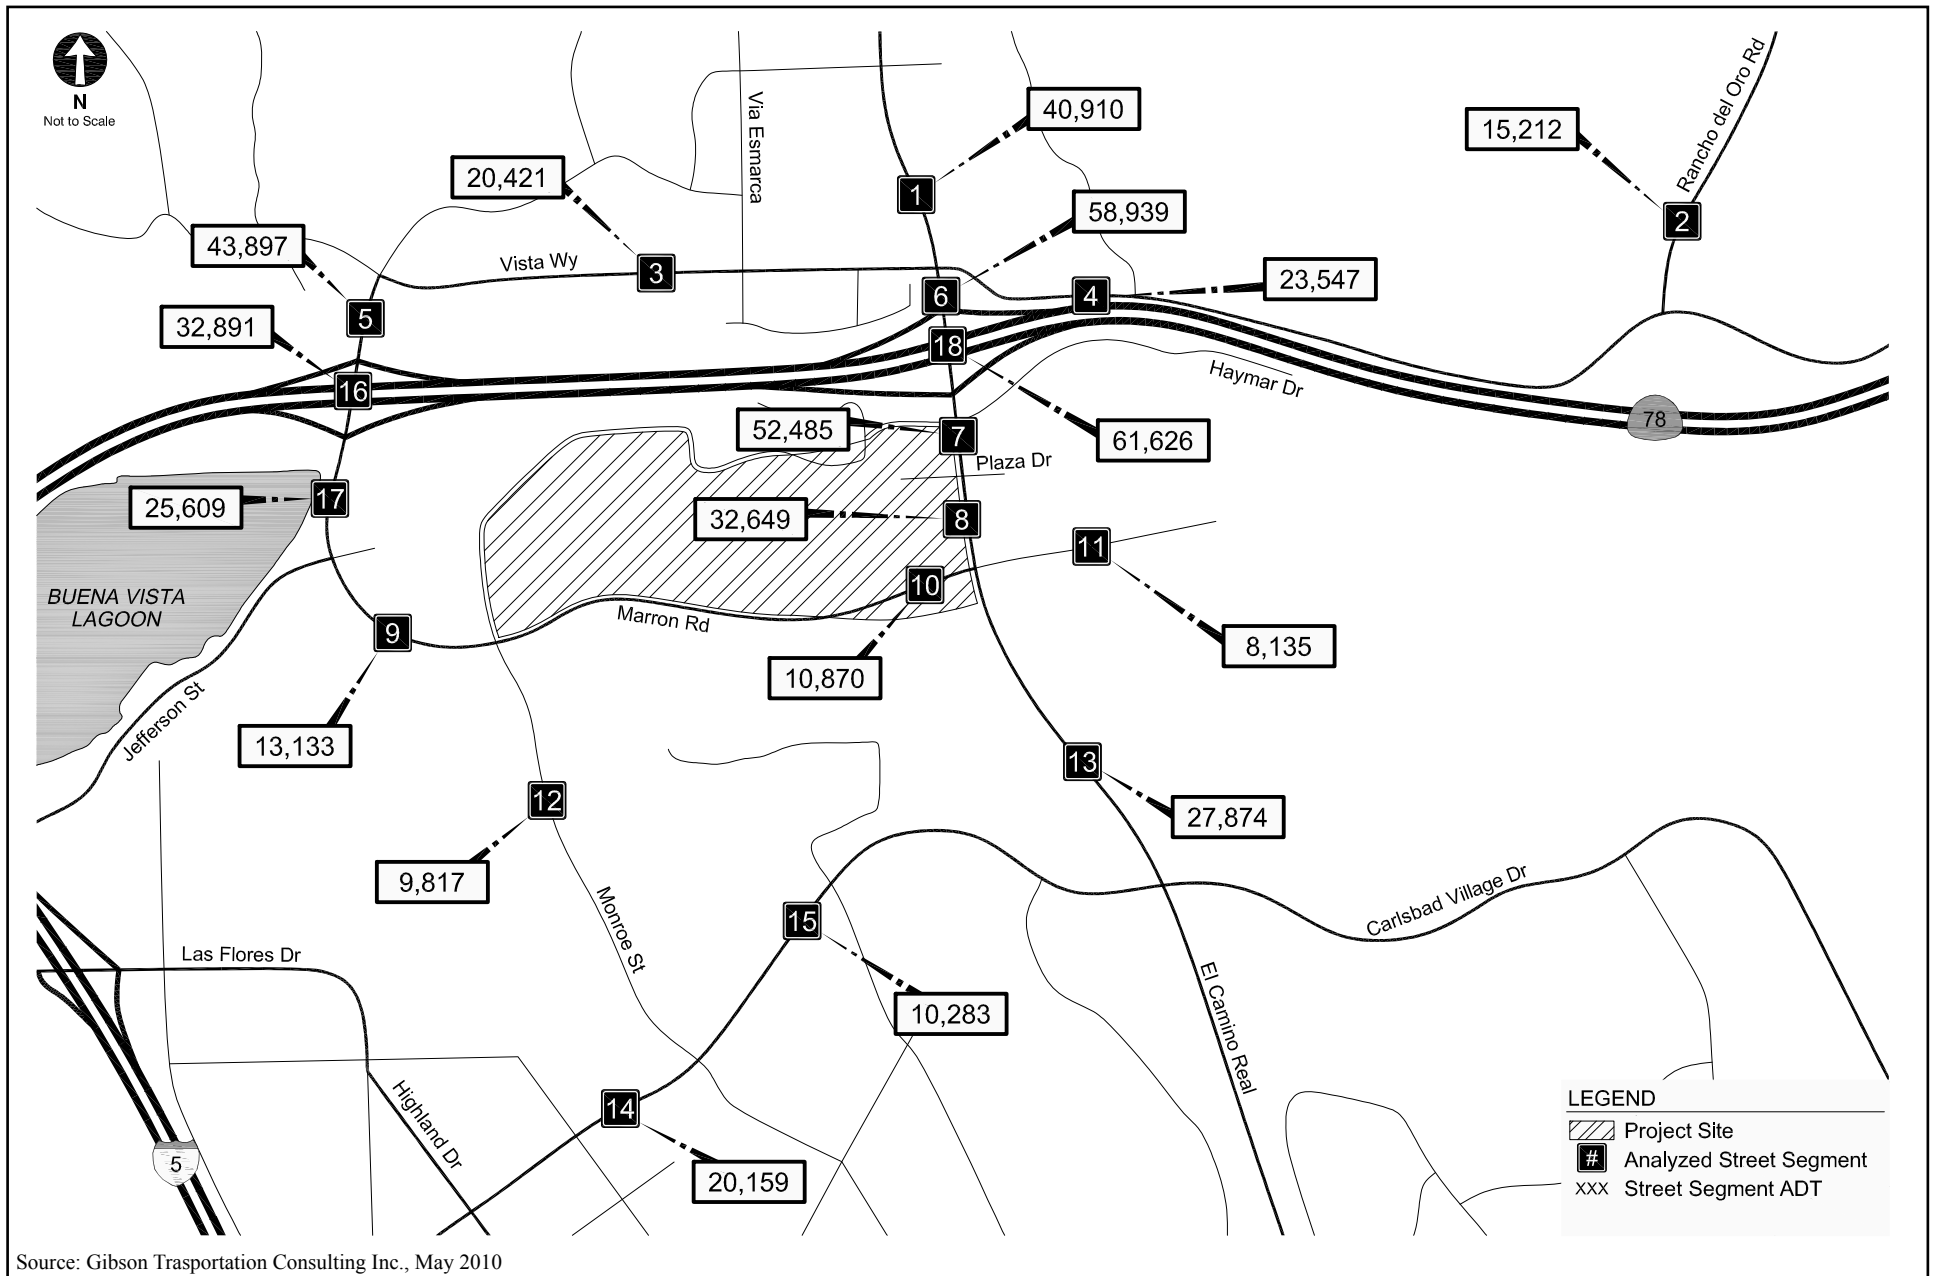 N
Not to Scale
Via Esmarca
40,910
15,212
Rancho del Oro Rd
20,421
1
58,939
2
43,897
Vista Wy
3
23,547
6
4
32,891
5
18
16
Haymar Dr
78
52,485
7
61,626
Plaza Dr
25,609
17
32,649
8
11
10
BUENA VISTA
LAGOON
Marron Rd
9
8,135
10,870
Jefferson St
13,133
13
12
27,874
9,817
Monroe St
15
Carlsbad Village Dr
Las Flores Dr
El Camino Real
10,283
Highland Dr
14
5
20,159
LEGEND
Project Site
# Analyzed Street Segment
XXX Street Segment ADT
Source: Gibson Trasportation Consulting Inc., May 2010